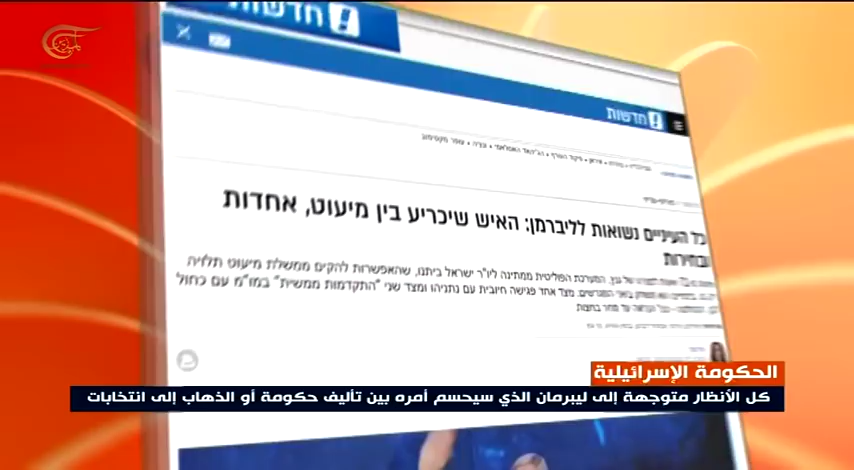 חדשות
חדשות
כל העיניים נשואות לליברמן: האיש שיכריע בין מיעוט, אחדות
ובחירות
המערכת הפוליטית ממתינה ליו"ר ישראל ביתנו, שהאפשרות להקים ממשלת מיעוט תלויה
מצד אחד פגישה חיובית עם נתניהו ומצד שני "התקדמות ממשית" במו"מ עם כחול
الحكومة الإسرائيلية
كل الأنظار متوجهة إلى ليبرمان الذي سيحسم أمره بين تأليف حكومة أو الذهاب إلى انتخابات